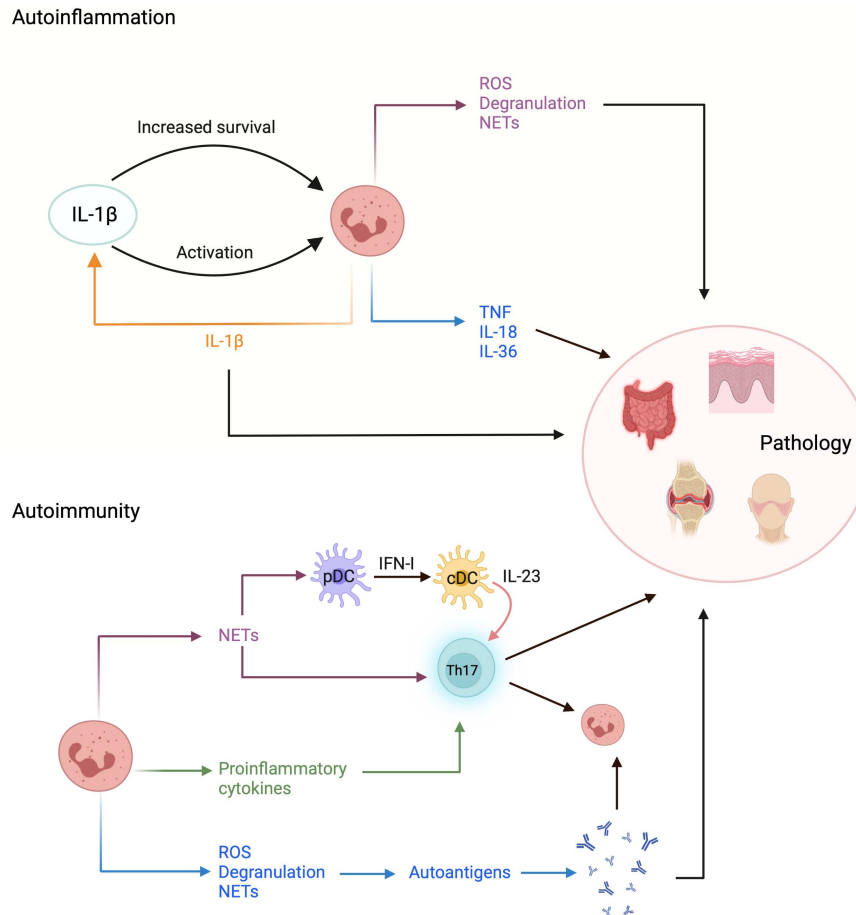 Autoinflammation
ROS
Degranulation
NETs
Increased survival
IL-1β
Activation
IL-1β
TNF
IL-18
IL-36
Pathology
Autoimmunity
pDC
IFN-I
cDC
IL-23
NETs
Th17
Proinflammatory
cytokines
ROS
Degranulation
NETs
Autoantigens